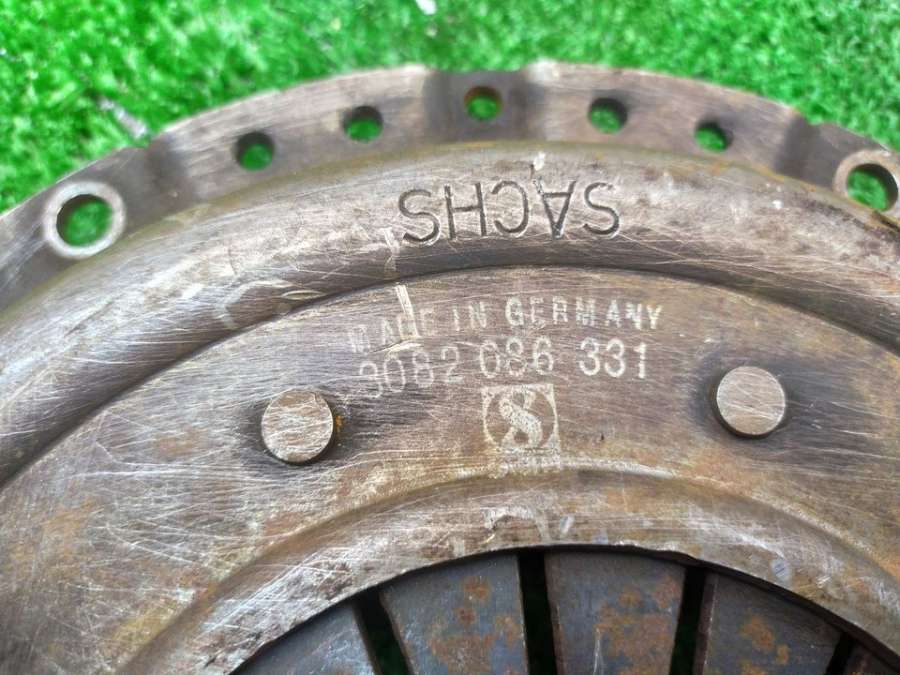 SACHS
MADE IN GERMANY
3082 086 331